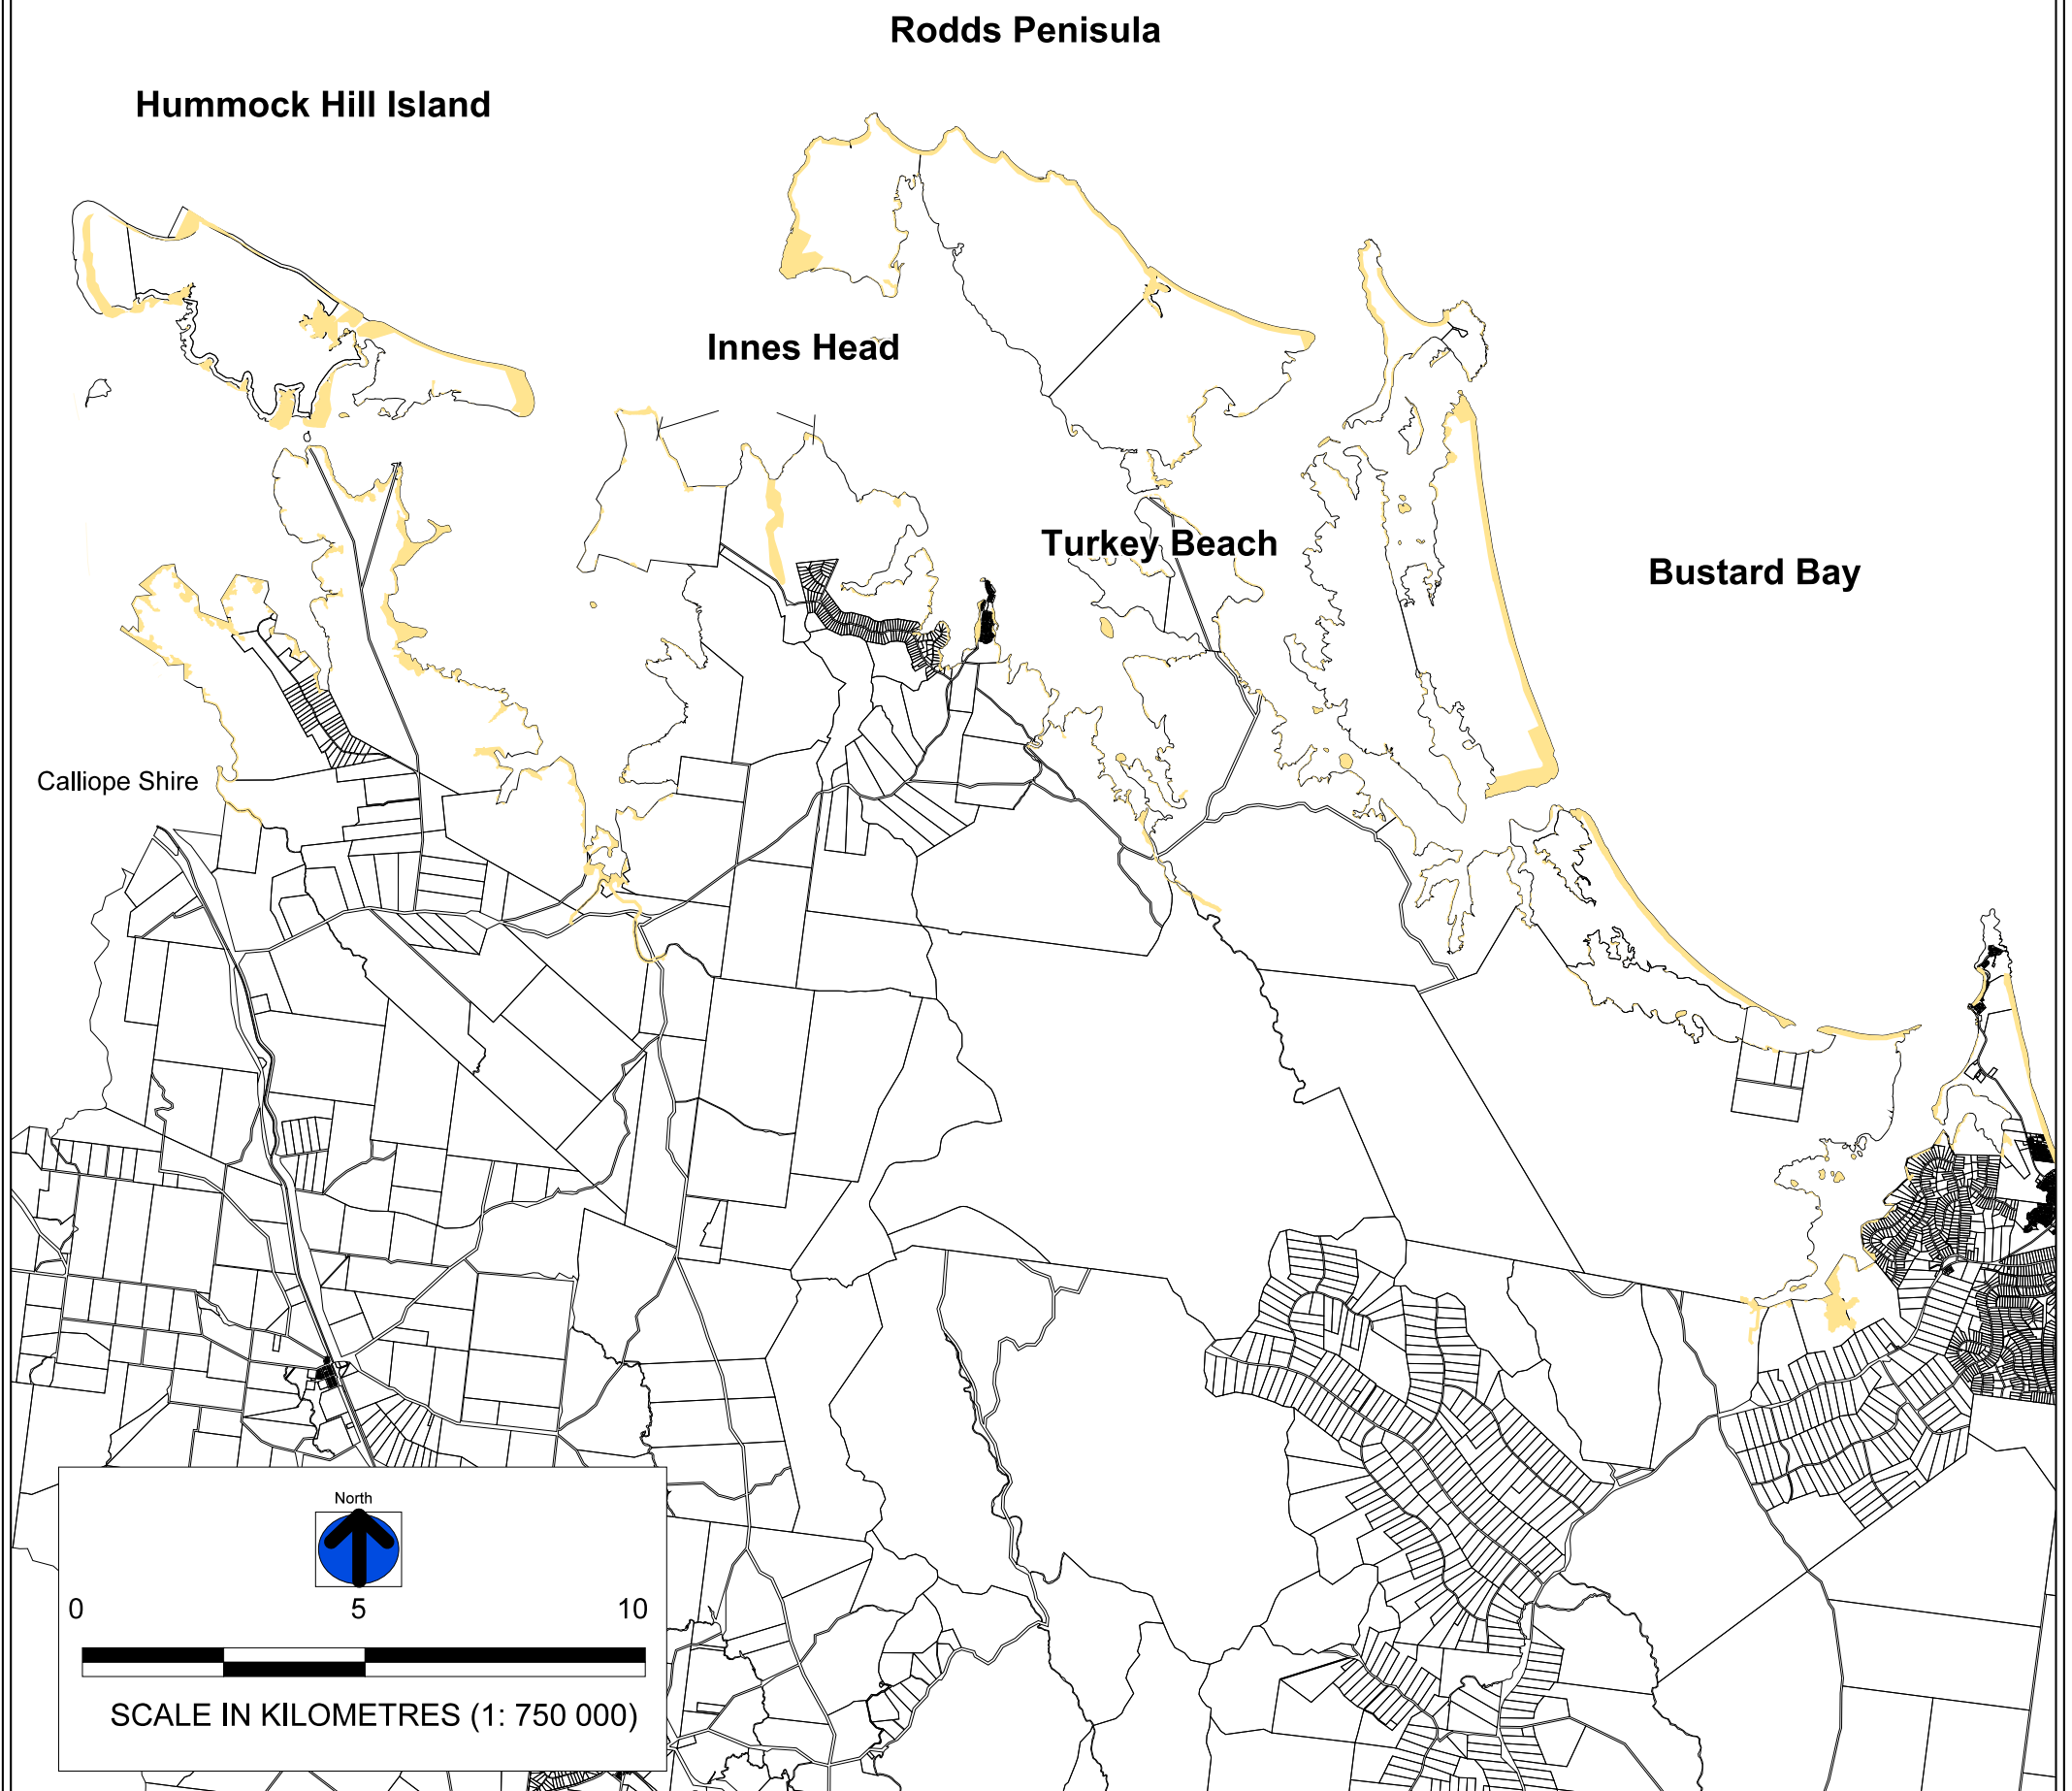 Rodds Penisula
Hummock Hill Island
Innes Head
Turkey Beach
Bustard Bay
Calliope Shire
North
0 5 10
SCALE IN KILOMETRES (1: 750 000)